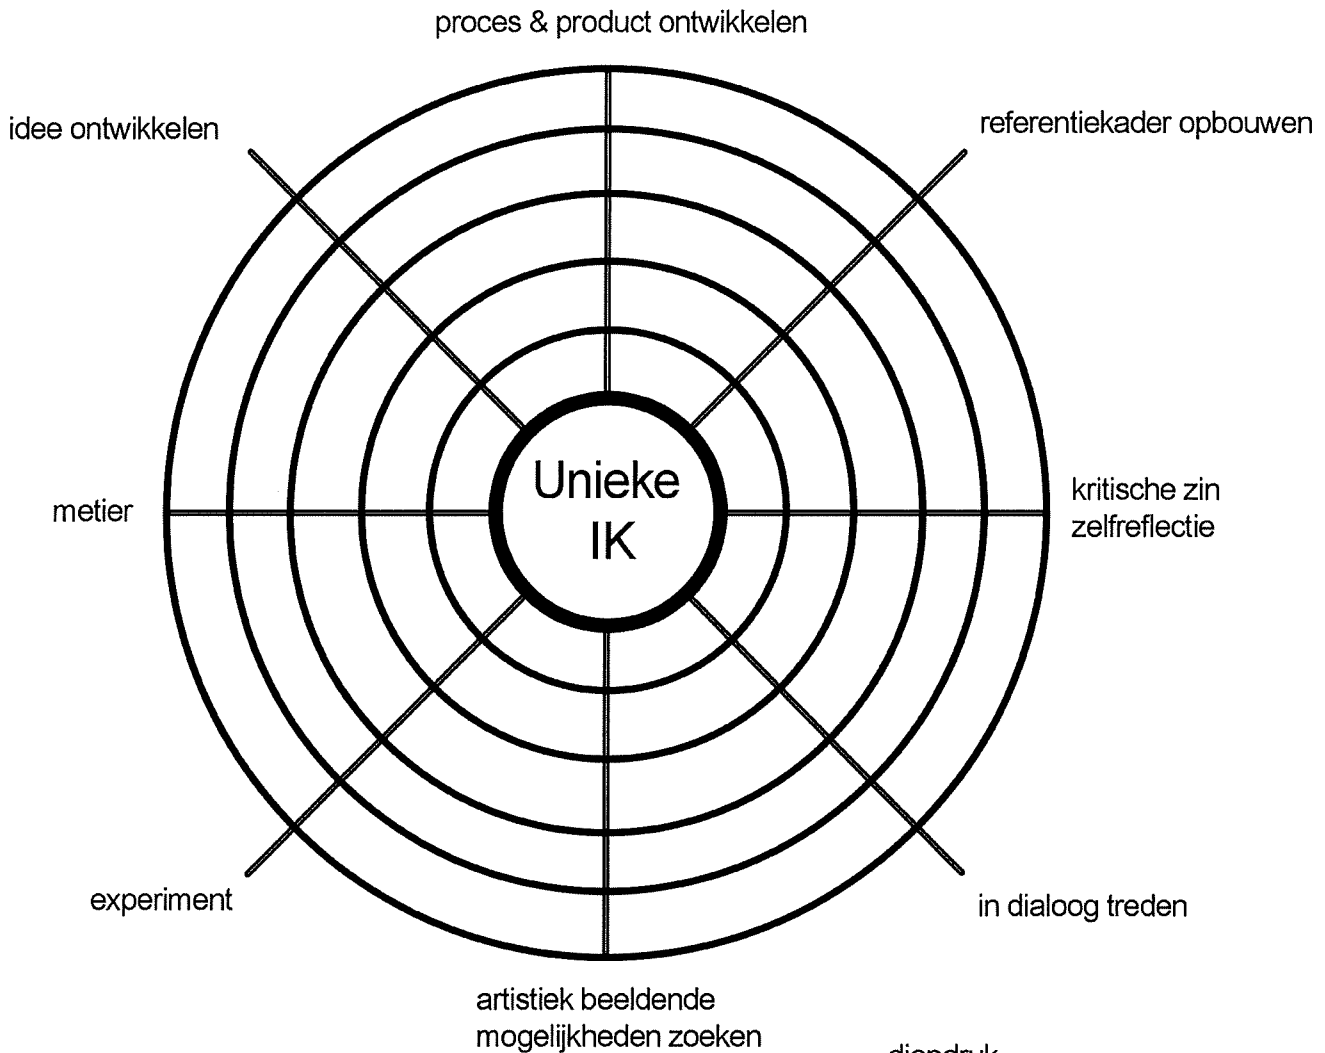 proces & product ontwikkelen
idee ontwikkelen
referentiekader opbouwen
Unieke
IK
metier
kritische zin
zelfreflectie
experiment
in dialoog treden
artistiek beeldende
mogelijkheden zoeken